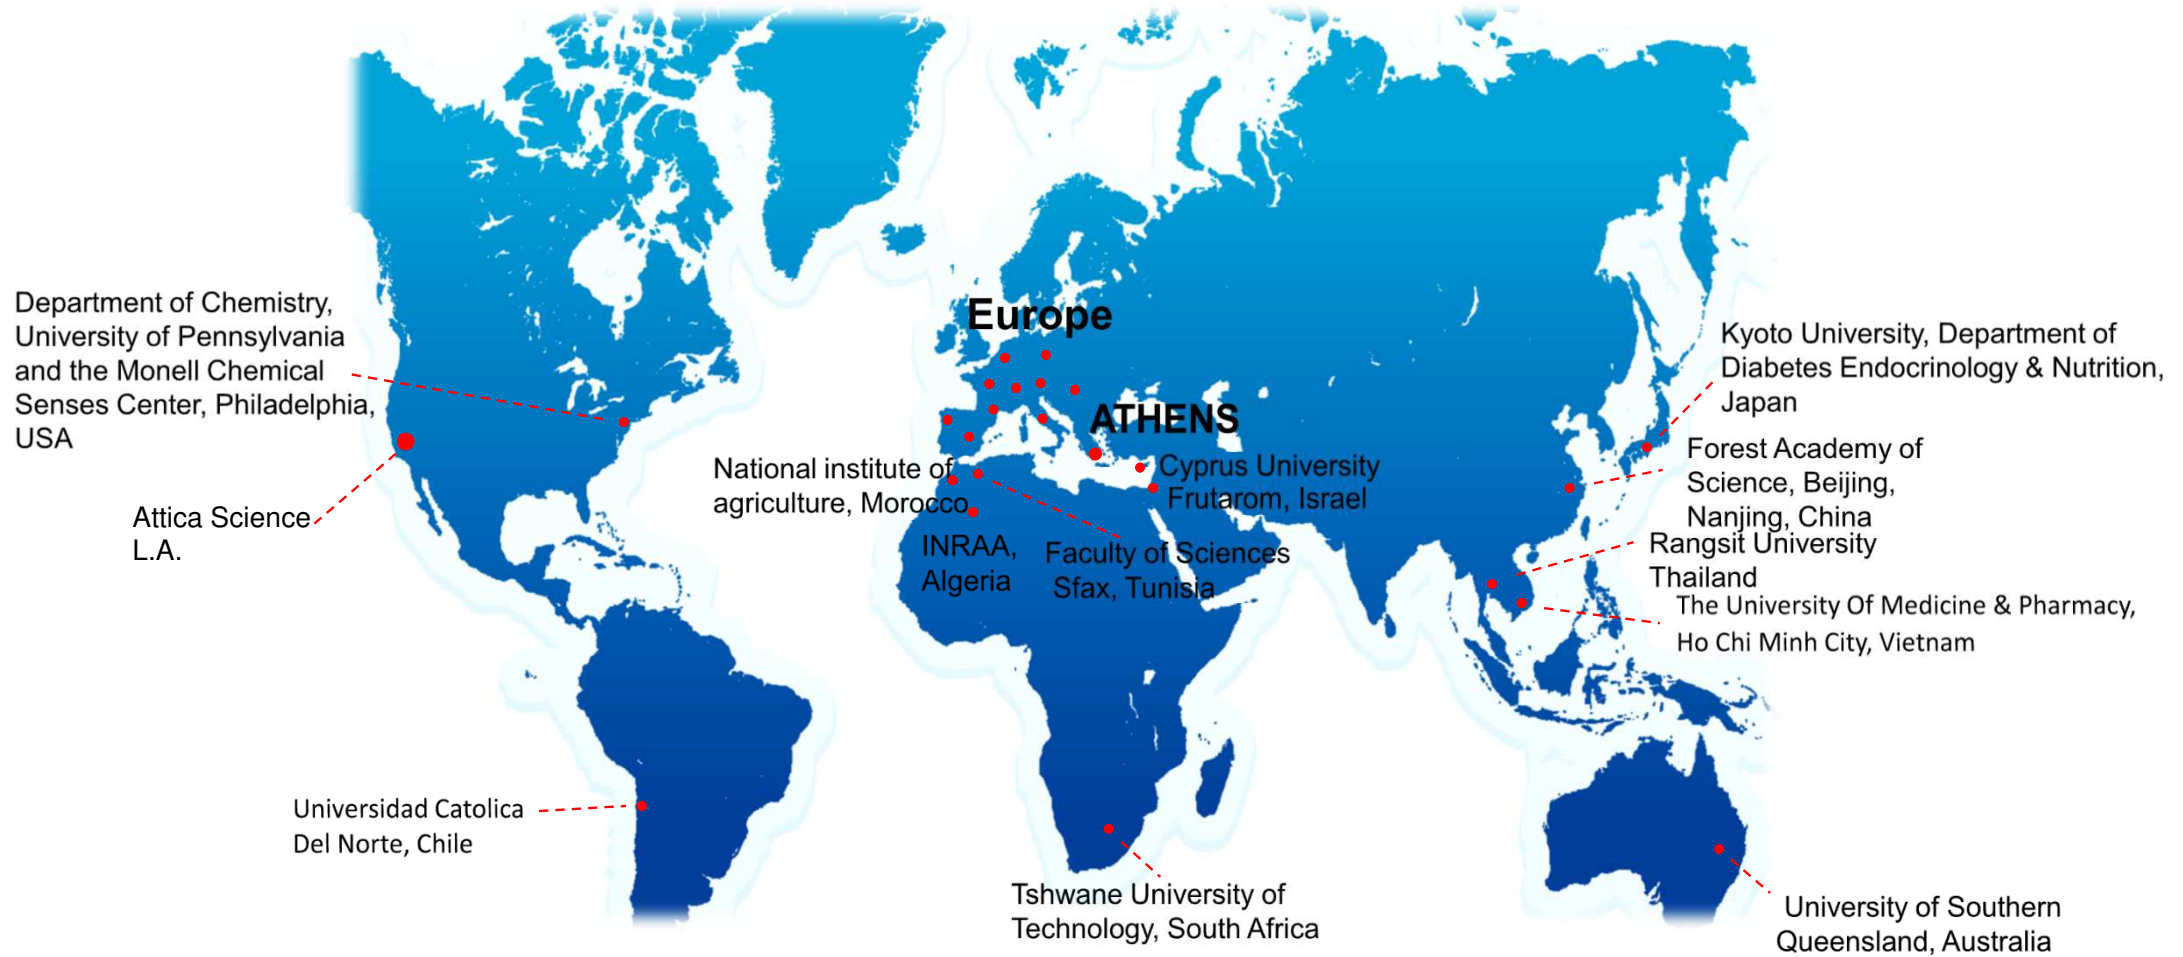 Department of Chemistry,
University of Pennsylvania
and the Monell Chemical
Senses Center, Philadelphia,
USA
Attica Science
L.A.
Europe
ATHENS
National institute of
agriculture, Morocco
Cyprus University
Frutarom, Israel
INRAA,
Algeria
Faculty of Sciences
Sfax, Tunisia
Kyoto University, Department of
Diabetes Endocrinology & Nutrition,
Japan
Forest Academy of
Science, Beijing,
Nanjing, China
Rangsit University
Thailand
The University Of Medicine & Pharmacy,
Ho Chi Minh City, Vietnam
Universidad Catolica
Del Norte, Chile
Tshwane University of
Technology, South Africa
University of Southern
Queensland, Australia